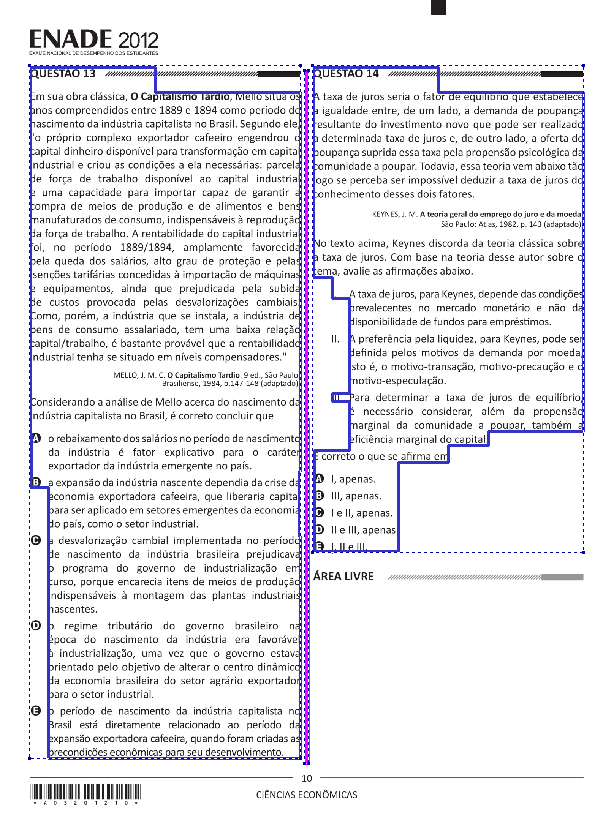 ENADE 2012
EXAME NACIONAL DE DESEMPENHO DOS ESTUDANTES
QUESTÃO 13
Em sua obra clássica, O Capitalismo Tardio, Mello situa os
anos compreendidos entre 1889 e 1894 como período do
nascimento da indústria capitalista no Brasil. Segundo ele,
"o próprio complexo exportador cafeeiro engendrou o
capital dinheiro disponível para transformação em capital
industrial e criou as condições a ela necessárias: parcela
de força de trabalho disponível ao capital industrial
e uma capacidade para importar capaz de garantir a
compra de meios de produção e de alimentos e bens
manufaturados de consumo, indispensáveis à reprodução
da força de trabalho. A rentabilidade do capital industrial
foi, no período 1889/1894, amplamente favorecida
pela queda dos salários, alto grau de proteção e pelas
isenções tarifárias concedidas à importação de máquinas
e equipamentos, ainda que prejudicada pela subida
de custos provocada pelas desvalorizações cambiais.
Como, porém, a indústria que se instala, a indústria de
bens de consumo assalariado, tem uma baixa relação
capital/trabalho, é bastante provável que a rentabilidade
industrial tenha se situado em níveis compensadores."
MELLO, J. M. C. O Capitalismo Tardio. 9 ed., São Paulo:
Brasiliense, 1994, p.147-148 (adaptado).
Considerando a análise de Mello acerca do nascimento da
indústria capitalista no Brasil, é correto concluir que
A o rebaixamento dos salários no período de nascimento
da indústria é fator explicativo para o caráter
exportador da indústria emergente no país.
B a expansão da indústria nascente dependia da crise da
economia exportadora cafeeira, que liberaria capital
para ser aplicado em setores emergentes da economia
do país, como o setor industrial.
C a desvalorização cambial implementada no período
de nascimento da indústria brasileira prejudicava
o programa do governo de industrialização em
curso, porque encarecia itens de meios de produção
indispensáveis à montagem das plantas industriais
nascentes.
D o regime tributário do governo brasileiro na
época do nascimento da indústria era favorável
à industrialização, uma vez que o governo estava
orientado pelo objetivo de alterar o centro dinâmico
da economia brasileira do setor agrário exportador
para o setor industrial.
E o período de nascimento da indústria capitalista no
Brasil está diretamente relacionado ao período da
expansão exportadora cafeeira, quando foram criadas as
precondições econômicas para seu desenvolvimento.
QUESTÃO 14
A taxa de juros seria o fator de equilíbrio que estabelece
a igualdade entre, de um lado, a demanda de poupança
resultante do investimento novo que pode ser realizado
a determinada taxa de juros e, de outro lado, a oferta de
poupança suprida essa taxa pela propensão psicológica da
comunidade a poupar. Todavia, essa teoria vem abaixo tão
logo se perceba ser impossível deduzir a taxa de juros do
conhecimento desses dois fatores.
KEYNES, J. M. A teoria geral do emprego do juro e da moeda.
São Paulo: Atlas, 1982. p. 143 (adaptado).
No texto acima, Keynes discorda da teoria clássica sobre
a taxa de juros. Com base na teoria desse autor sobre o
tema, avalie as afirmações abaixo.
A taxa de juros, para Keynes, depende das condições
prevalecentes no mercado monetário e não da
disponibilidade de fundos para empréstimos.
II. A preferência pela liquidez, para Keynes, pode ser
definida pelos motivos da demanda por moeda,
isto é, o motivo-transação, motivo-precaução e o
motivo-especulação.
III. Para determinar a taxa de juros de equilíbrio,
é necessário considerar, além da propensão
marginal da comunidade a poupar, também a
eficiência marginal do capital.
É correto o que se afirma em
A I, apenas.
B III, apenas.
C I e II, apenas.
D II e III, apenas.
E I, II e III.
ÁREA LIVRE
10
CIÊNCIAS ECONÔMICAS
* A 0 3 2 0 1 2 1 0 *